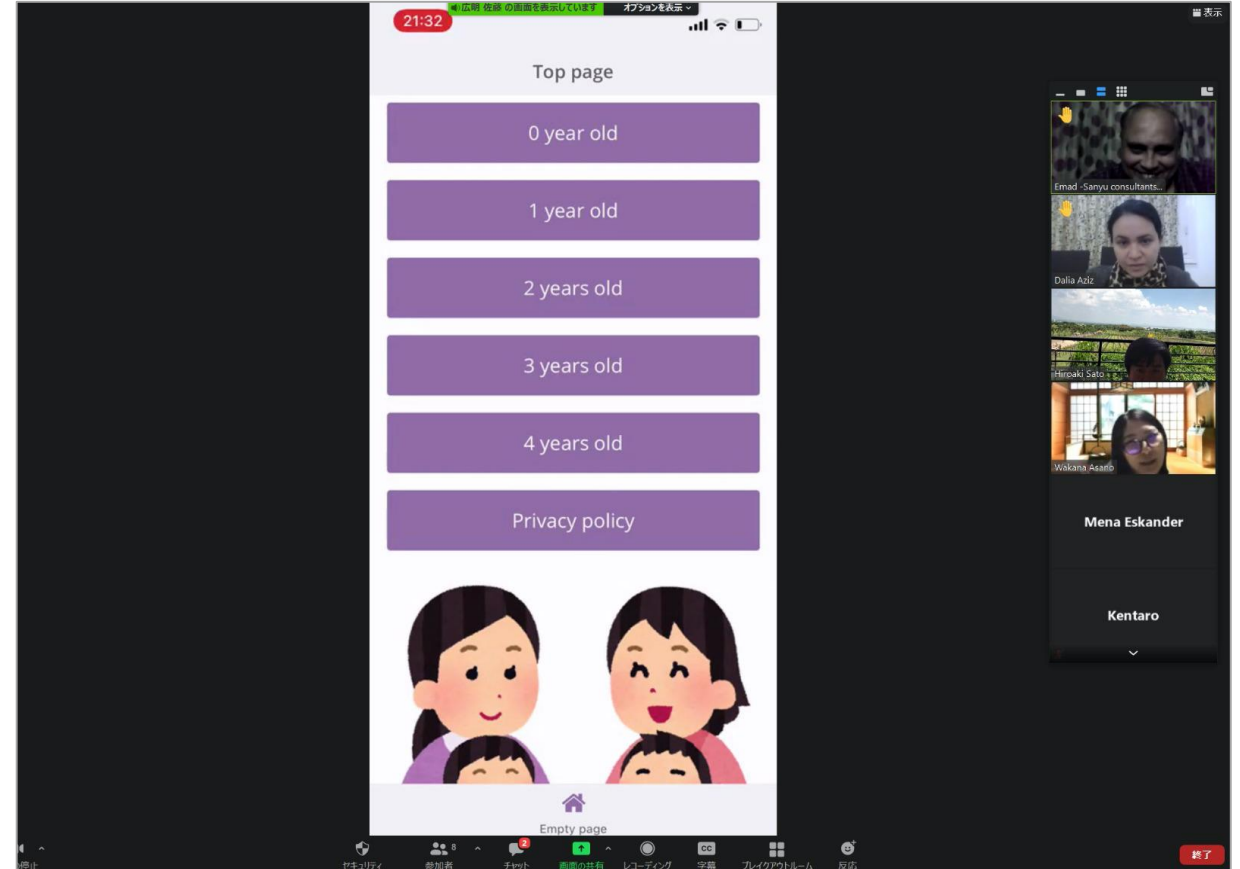 広明 佐藤 の画面を表示しています
オプションを表示
表示
21:32
Top page
0 year old
1 year old
2 years old
3 years old
4 years old
Privacy policy
Empty page
Emad -Sanyu consultants...
Dalia Aziz
Hiroaki Sato
Wakana Asano
Mena Eskander
Kentaro
セキュリティ
8
参加者
2
チャット
画面の共有
レコーディング
CC
字幕
ブレイクアウトルーム
反応
終了